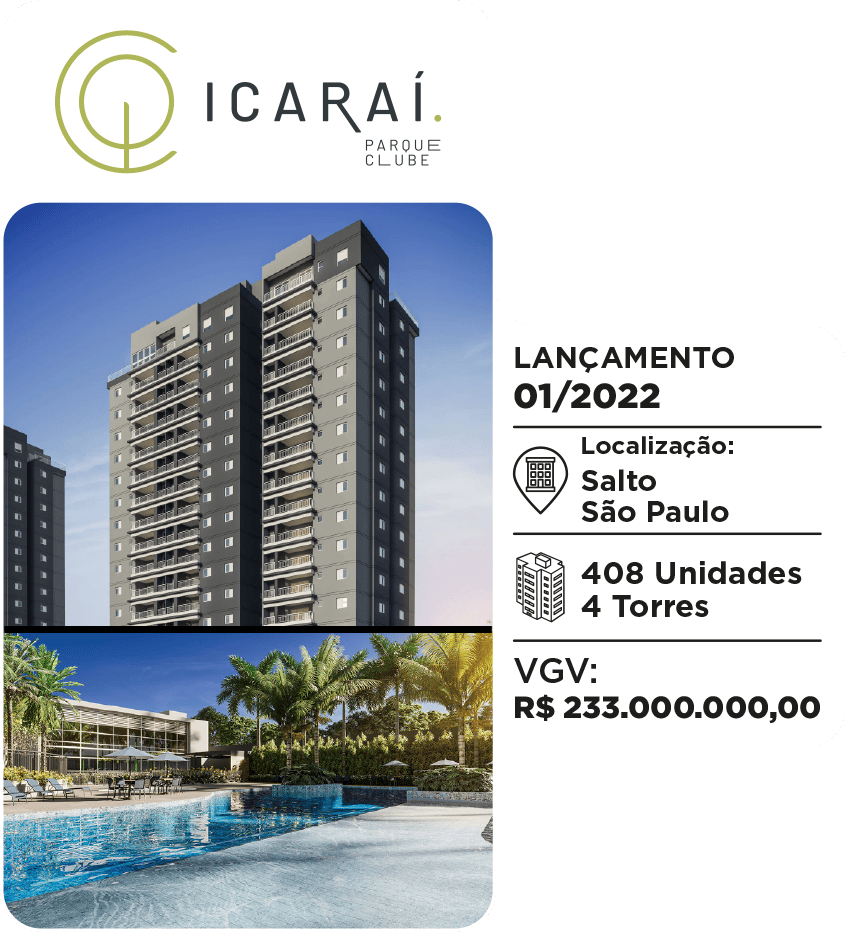 ICARAÍ.
PARQUE
CLUBE
LANÇAMENTO
01/2022
Localização:
Salto
São Paulo
408 Unidades
4 Torres
VGV:
R$ 233.000.000,00